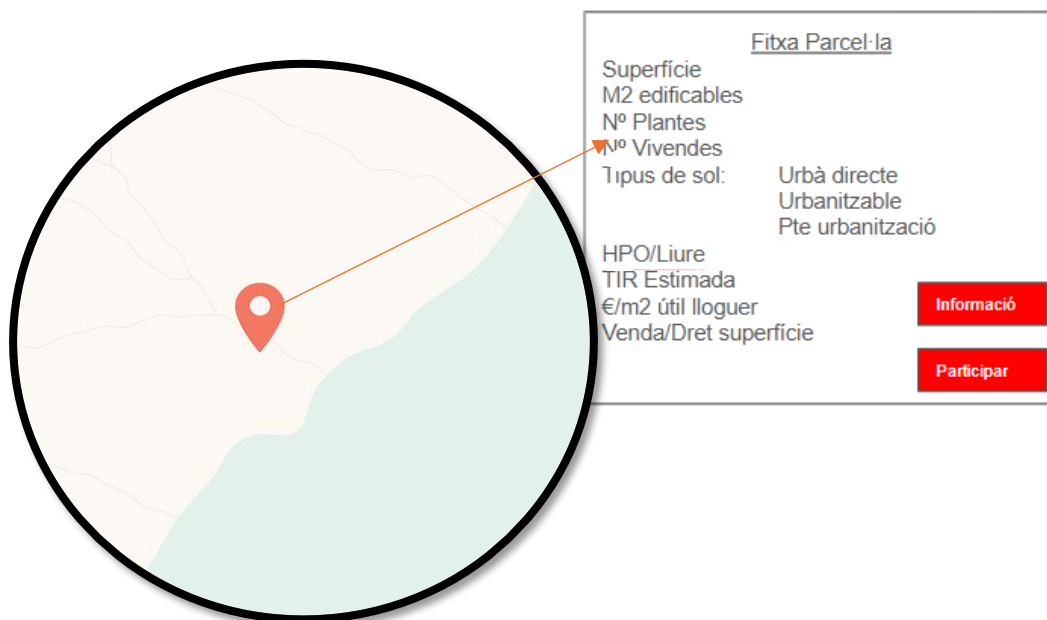 Fitxa Parcel·la
Superfície
M2 edificables
Nº Plantes
Nº Vivendes
Tipus de sol: Urbà directe
Urbanitzable
Pte urbanització
HPO/Lliure
TIR Estimada
€/m2 útil lloguer
Venda/Dret superfície
Informació
Participar